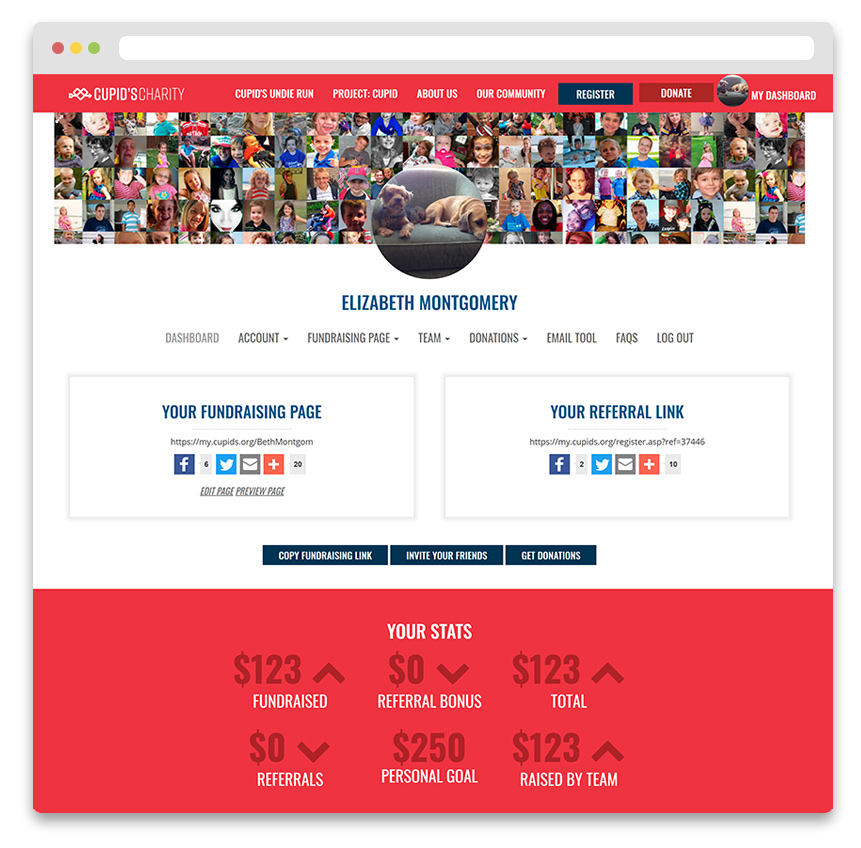 CUPID'SCHARITY CUPID'S UNDIE RUN PROJECT: CUPID ABOUT US OUR COMMUNITY REGISTER DONATE MY DASHBOARD
ELIZABETH MONTGOMERY
DASHBOARD ACCOUNT FUNDRAISING PAGE TEAM DONATIONS EMAIL TOOL FAQS LOG OUT
YOUR FUNDRAISING PAGE
https://my.cupids.org/BethMontgom
6 20
EDIT PAGE PREVIEW PAGE
YOUR REFERRAL LINK
https://my.cupids.org/register.asp?ref=37446
2 10
COPY FUNDRAISING LINK INVITE YOUR FRIENDS GET DONATIONS
YOUR STATS
$123 $0 $123
FUNDRAISED REFERRAL BONUS TOTAL
$0 $250 $123
REFERRALS PERSONAL GOAL RAISED BY TEAM